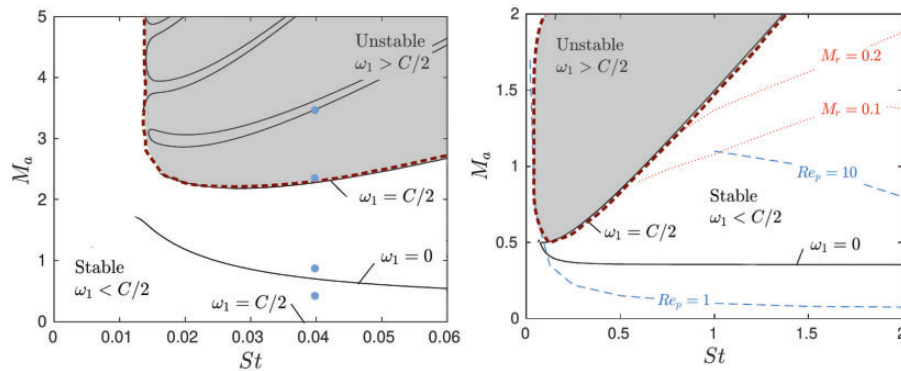 5
4
3
2
1
0
M_a
0
0.01
0.02
0.03
0.04
0.05
0.06
St
Unstable
ω₁ > C/2
ω₁ = C/2
ω₁ = 0
Stable
ω₁ < C/2
ω₁ = C/2
2
1.5
1
0.5
0
M_a
0
0.5
1.0
1.5
2.0
St
Unstable
ω₁ > C/2
M_r = 0.2
M_r = 0.1
Re_p = 10
Stable
ω₁ < C/2
ω₁ = C/2
ω₁ = 0
Re_p = 1